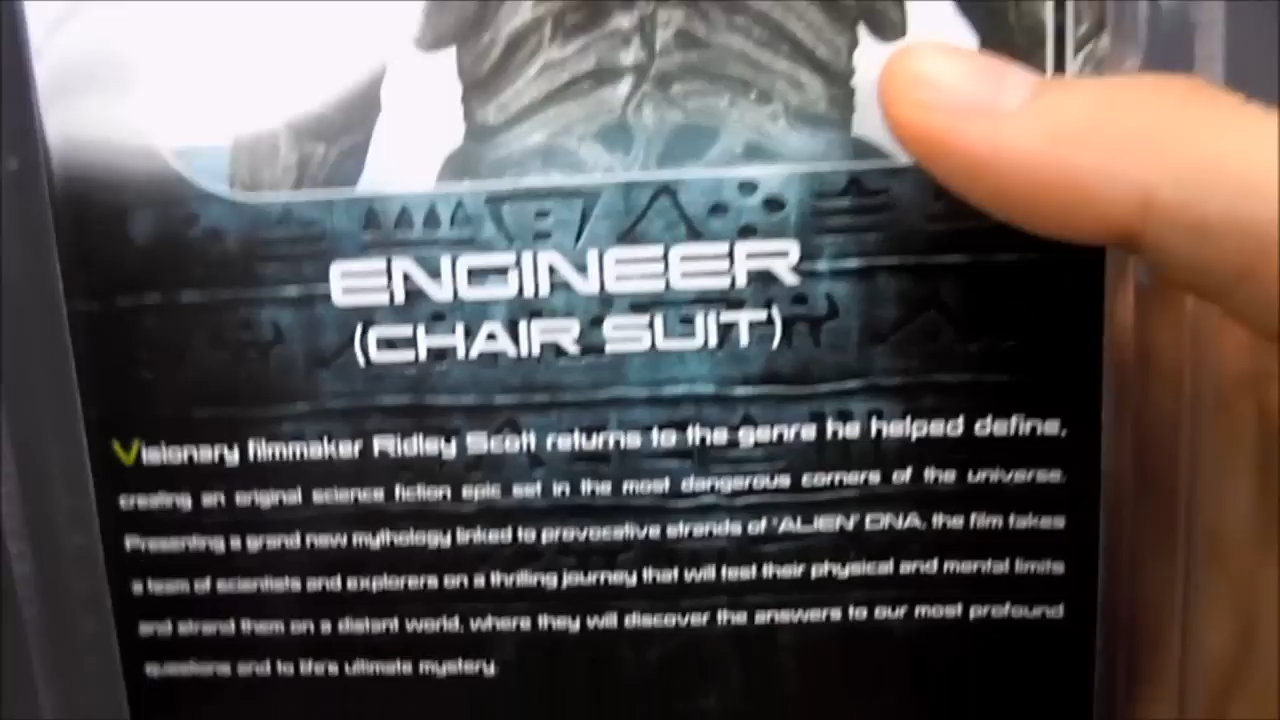 ENGINEER
(CHAIR SUIT)
Visionary filmmaker Ridley Scott returns to the genre he helped define,
creating an original science fiction epic set in the most dangerous corners of the universe.
Presenting a grand new mythology linked to provocative strands of 'ALIEN' DNA, the film takes
a team of scientists and explorers on a thrilling journey that will test their physical and mental limits
and strand them on a distant world, where they will discover the answers to our most profound
questions and to life's ultimate mystery.